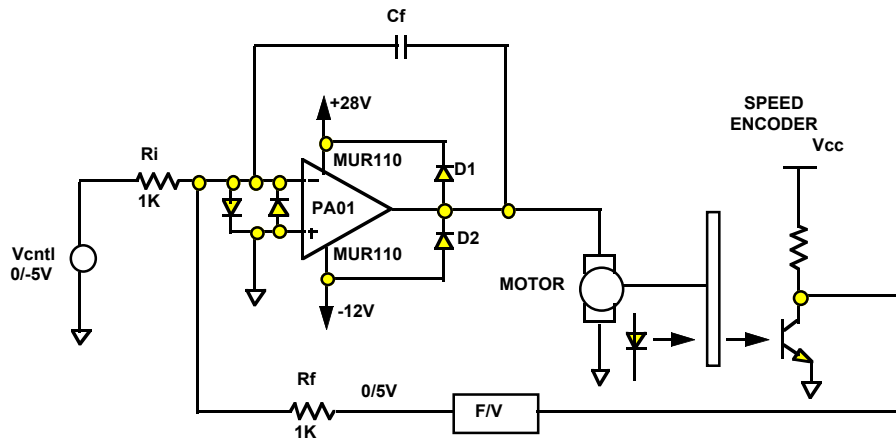 Cf
+28V
SPEED
ENCODER
Vcc
Ri
MUR110
D1
1K
−
PA01
+
D2
MUR110
Vcntl
0/-5V
MOTOR
-12V
Rf
0/5V
F/V
1K